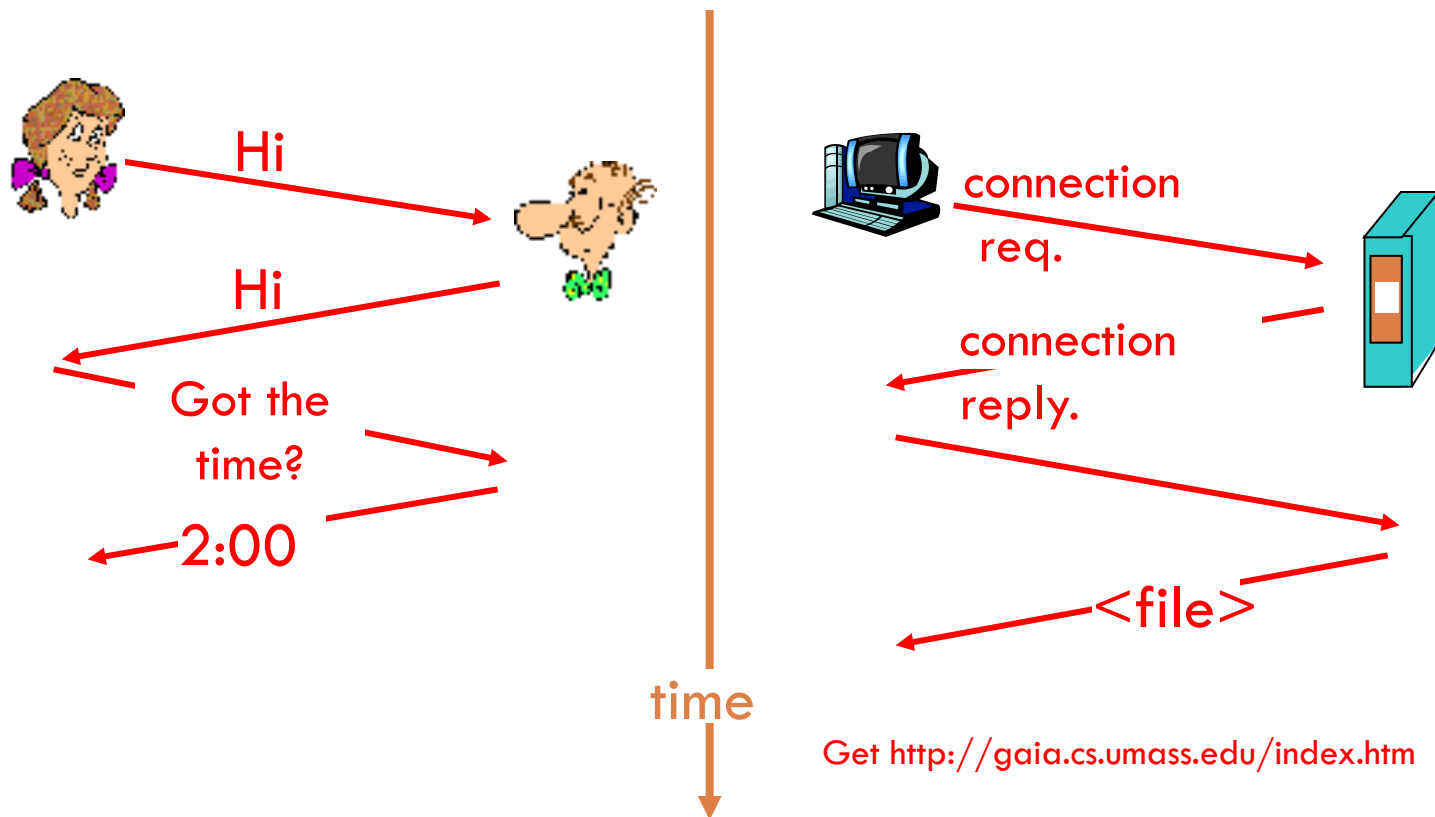 Hi
Hi
Got the
time?
2:00
time
connection
req.
connection
reply.
<file>
Get http://gaia.cs.umass.edu/index.htm